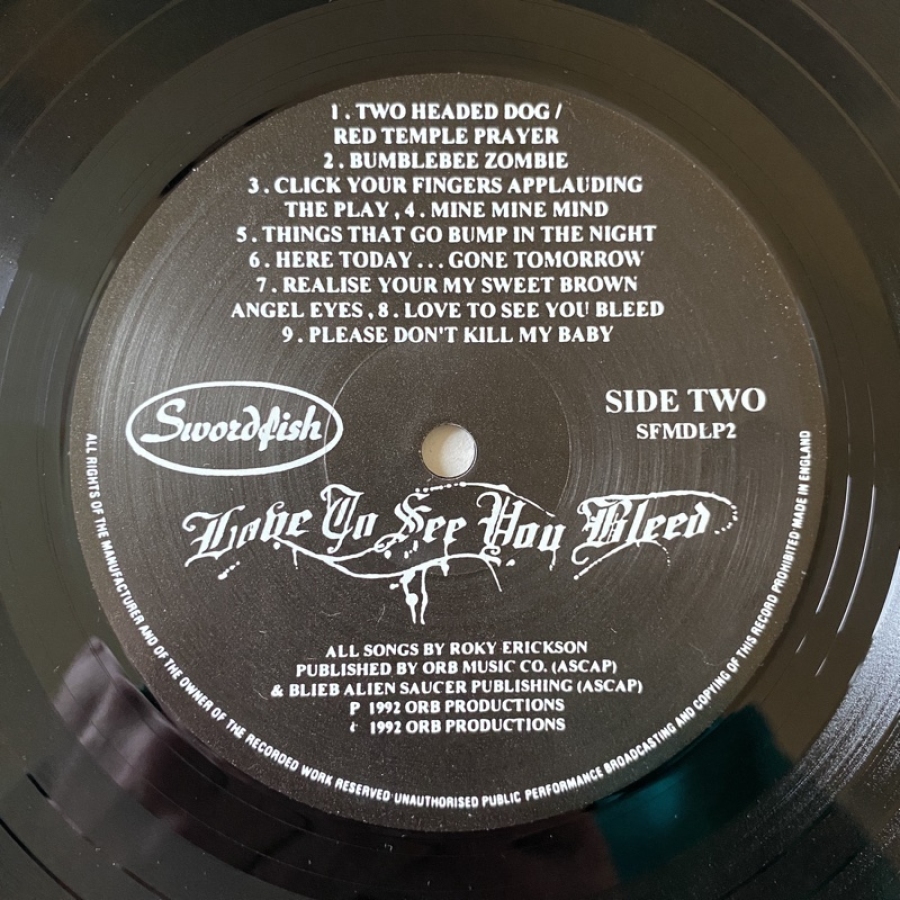 1 . TWO HEADED DOG /
RED TEMPLE PRAYER
2 . BUMBLEBEE ZOMBIE
3 . CLICK YOUR FINGERS APPLAUDING
THE PLAY , 4 . MINE MINE MIND
5 . THINGS THAT GO BUMP IN THE NIGHT
6 . HERE TODAY . . . GONE TOMORROW
7 . REALISE YOUR MY SWEET BROWN
ANGEL EYES , 8 . LOVE TO SEE YOU BLEED
9 . PLEASE DON'T KILL MY BABY
Swordfish
SIDE TWO
SFMDLP2
Love To See You Bleed
ALL SONGS BY ROKY ERICKSON
PUBLISHED BY ORB MUSIC CO. (ASCAP)
& BLIEB ALIEN SAUCER PUBLISHING (ASCAP)
P 1992 ORB PRODUCTIONS
1992 ORB PRODUCTIONS
ALL RIGHTS OF THE MANUFACTURER AND OF THE OWNER OF THE RECORDED WORK RESERVED UNAUTHORISED PUBLIC PERFORMANCE BROADCASTING AND COPYING OF THIS RECORD PROHIBITED MADE IN ENGLAND